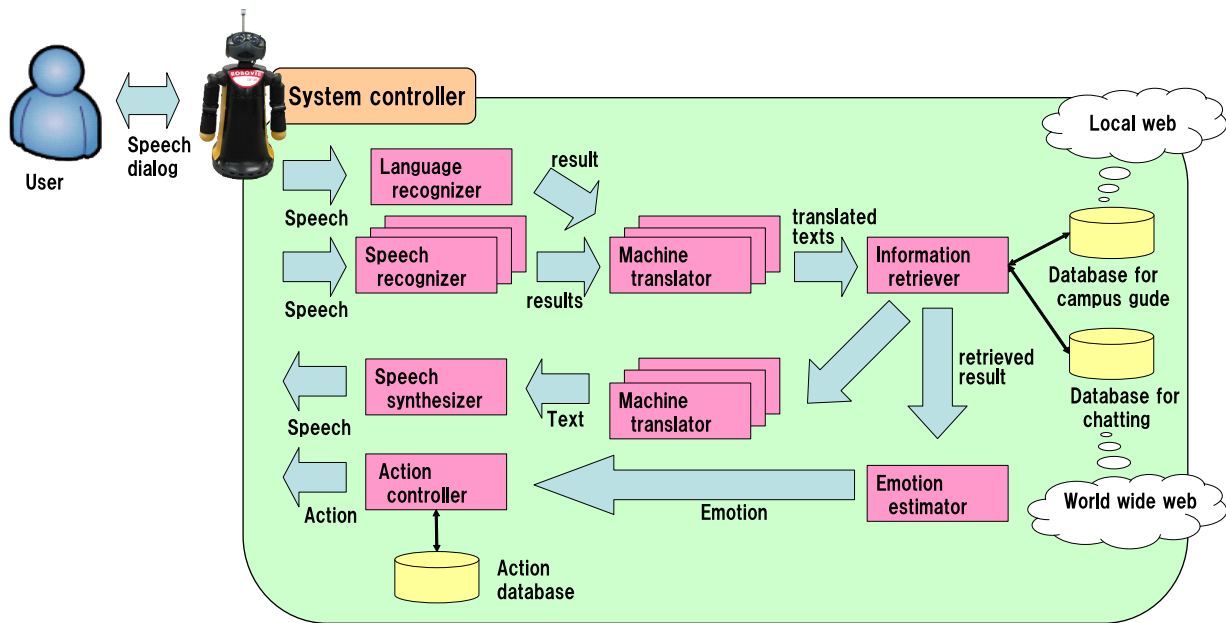 System controller
Speech
dialog
User
Local web
Language
recognizer
result
Speech
translated
texts
Speech
recognizer
Machine
translator
Information
retriever
Speech
results
Database for
campus gude
retrieved
result
Speech
synthesizer
Machine
translator
Text
Speech
Database for
chatting
Action
controller
Action
Emotion
Emotion
estimator
World wide web
Action
database
ROBOVIE